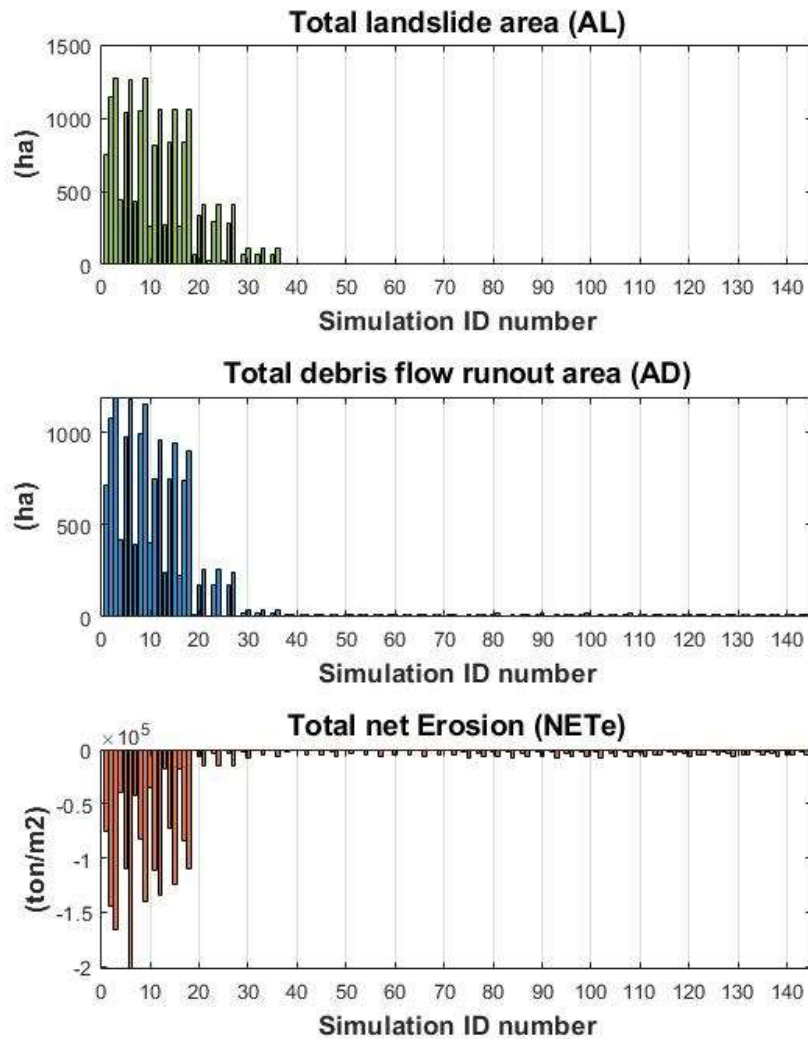 Total landslide area (AL)
1500
1000
500
0
(ha)
0 10 20 30 40 50 60 70 80 90 100 110 120 130 140
Simulation ID number
Total debris flow runout area (AD)
1000
500
0
(ha)
0 10 20 30 40 50 60 70 80 90 100 110 120 130 140
Simulation ID number
× 10^5 Total net Erosion (NETe)
0
-0.5
-1
-1.5
-2
(ton/m2)
0 10 20 30 40 50 60 70 80 90 100 110 120 130 140
Simulation ID number